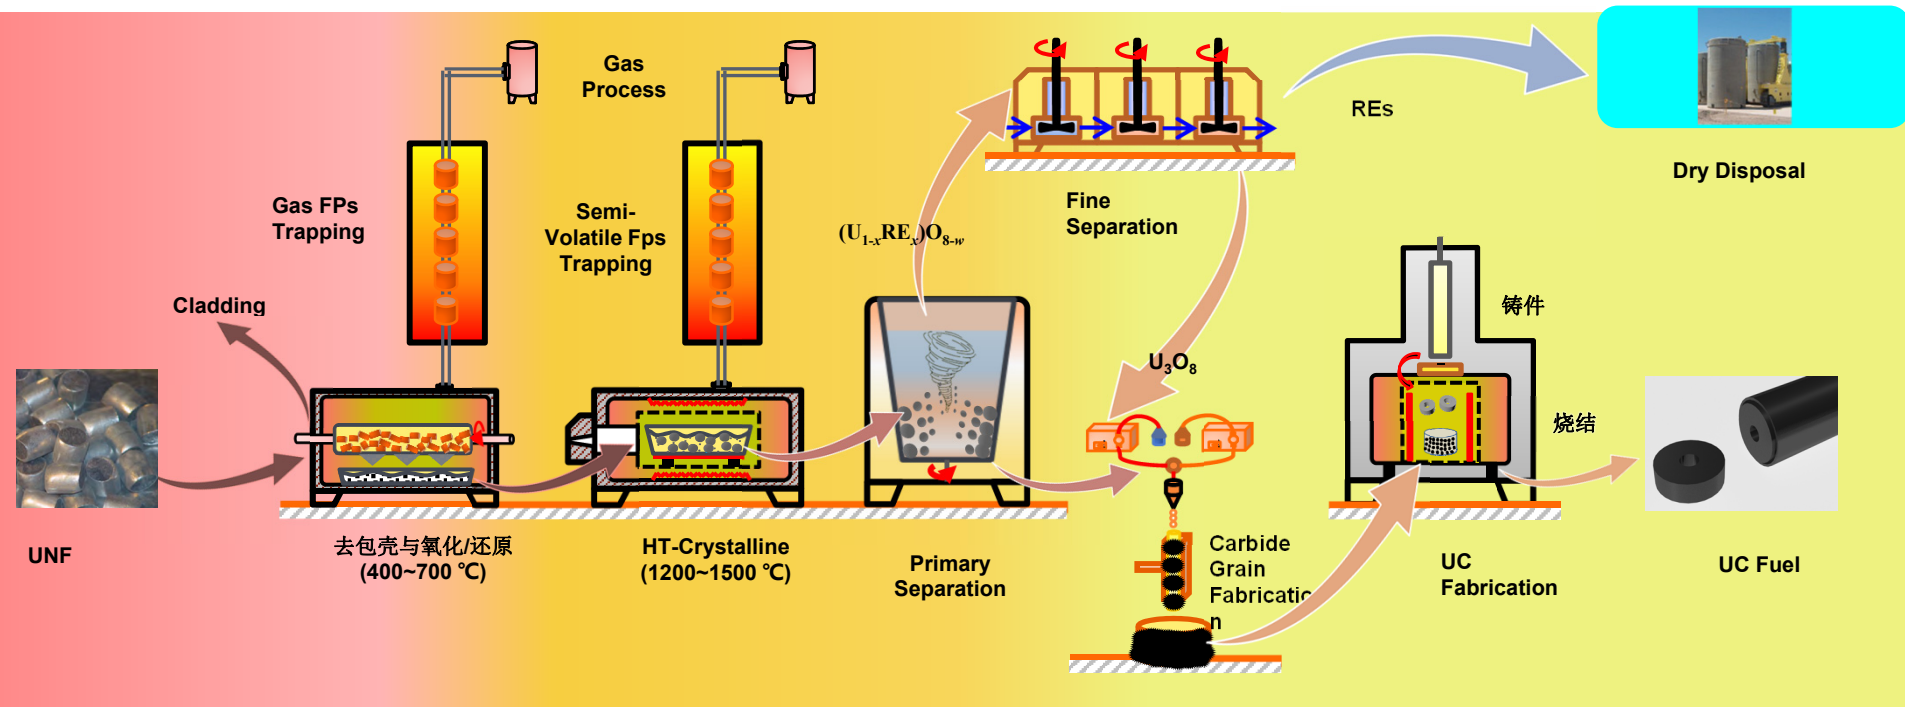 Gas
Process
Gas FPs
Trapping
Semi-
Volatile Fps
Trapping
Cladding
UNF
去包壳与氧化/还原
(400~700 ℃)
HT-Crystalline
(1200~1500 ℃)
(U1-xREx)O8-w
Primary
Separation
Fine
Separation
REs
Dry Disposal
U3O8
Carbide
Grain
Fabricatio
n
铸件
烧结
UC
Fabrication
UC Fuel